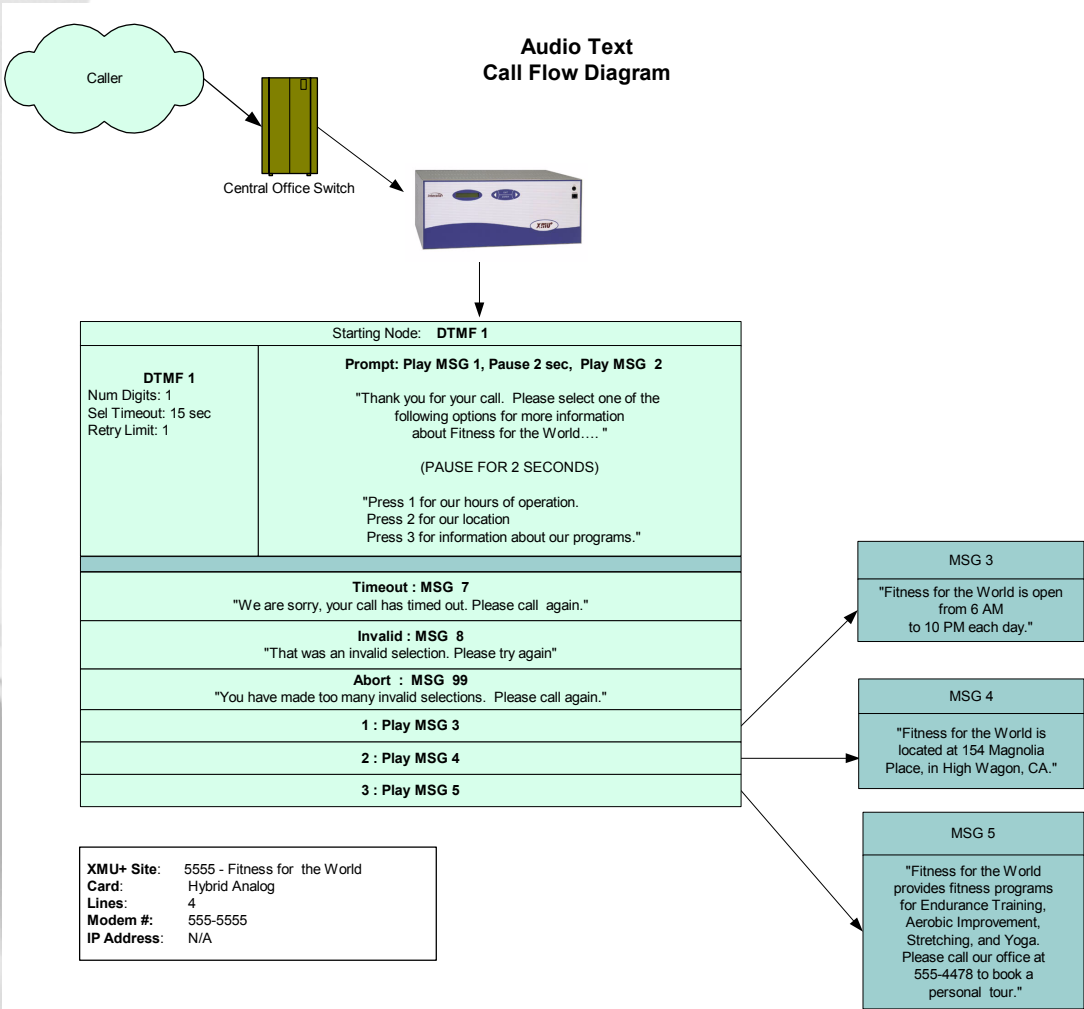 Audio Text
Call Flow Diagram
Caller
Central Office Switch
XMU+
Starting Node: DTMF 1
DTMF 1
Num Digits: 1
Sel Timeout: 15 sec
Retry Limit: 1
Prompt: Play MSG 1, Pause 2 sec, Play MSG 2
"Thank you for your call. Please select one of the
following options for more information
about Fitness for the World.... "
(PAUSE FOR 2 SECONDS)
"Press 1 for our hours of operation.
Press 2 for our location
Press 3 for information about our programs."
Timeout : MSG 7
"We are sorry, your call has timed out. Please call again."
Invalid : MSG 8
"That was an invalid selection. Please try again"
Abort : MSG 99
"You have made too many invalid selections. Please call again."
1 : Play MSG 3
2 : Play MSG 4
3 : Play MSG 5
MSG 3
"Fitness for the World is open
from 6 AM
to 10 PM each day."
MSG 4
"Fitness for the World is
located at 154 Magnolia
Place, in High Wagon, CA."
MSG 5
"Fitness for the World
provides fitness programs
for Endurance Training,
Aerobic Improvement,
Stretching, and Yoga.
Please call our office at
555-4478 to book a
personal tour."
XMU+ Site: 5555 - Fitness for the World
Card: Hybrid Analog
Lines: 4
Modem #: 555-5555
IP Address: N/A